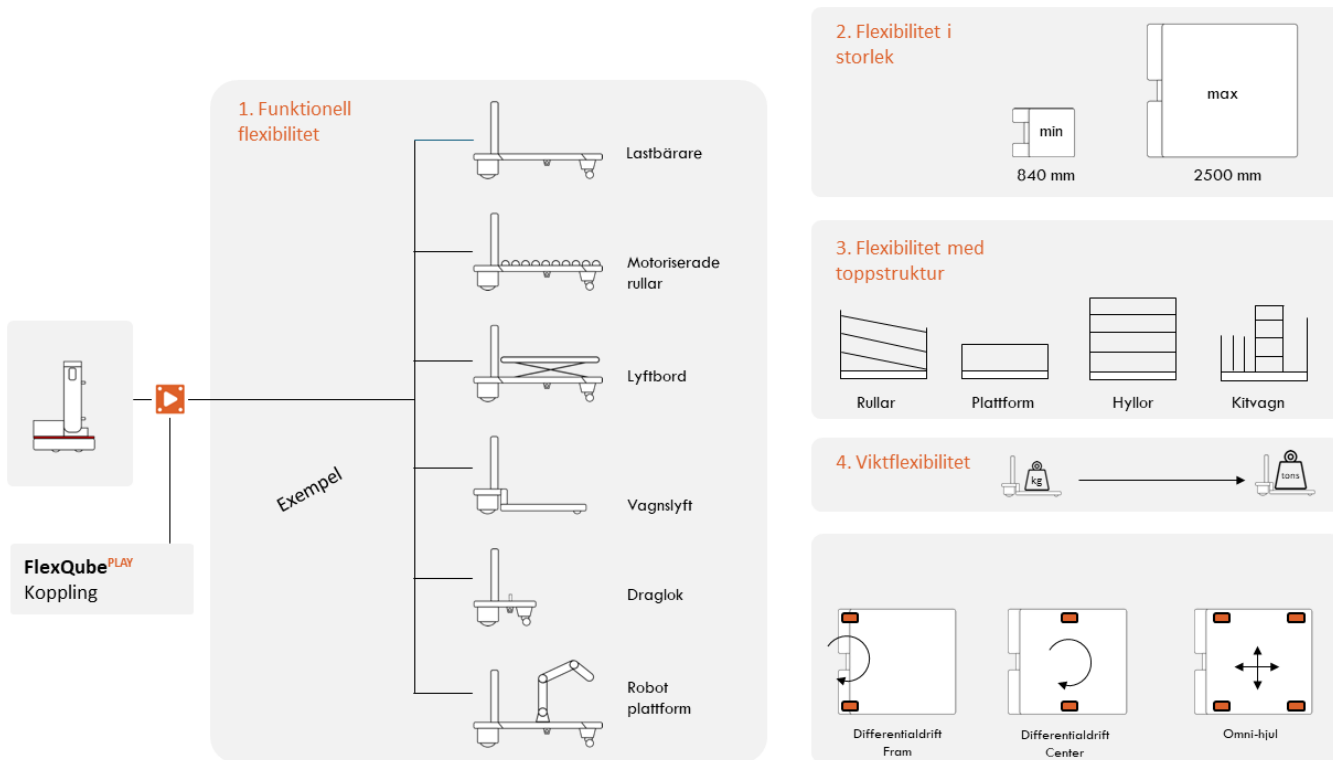 1. Funktionell
flexibilitet
Lastbärare
Motoriserade
rullar
Lyftbord
Vagnslyft
Draglok
Robot
plattform
Exempel
FlexQubePLAY
Koppling
2. Flexibilitet i
storlek
min
max
840 mm
2500 mm
3. Flexibilitet med
toppstruktur
Rullar
Plattform
Hyllor
Kitvagn
4. Viktflexibilitet
kg
tons
Differentialdrift
Fram
Differentialdrift
Center
Omni-hjul